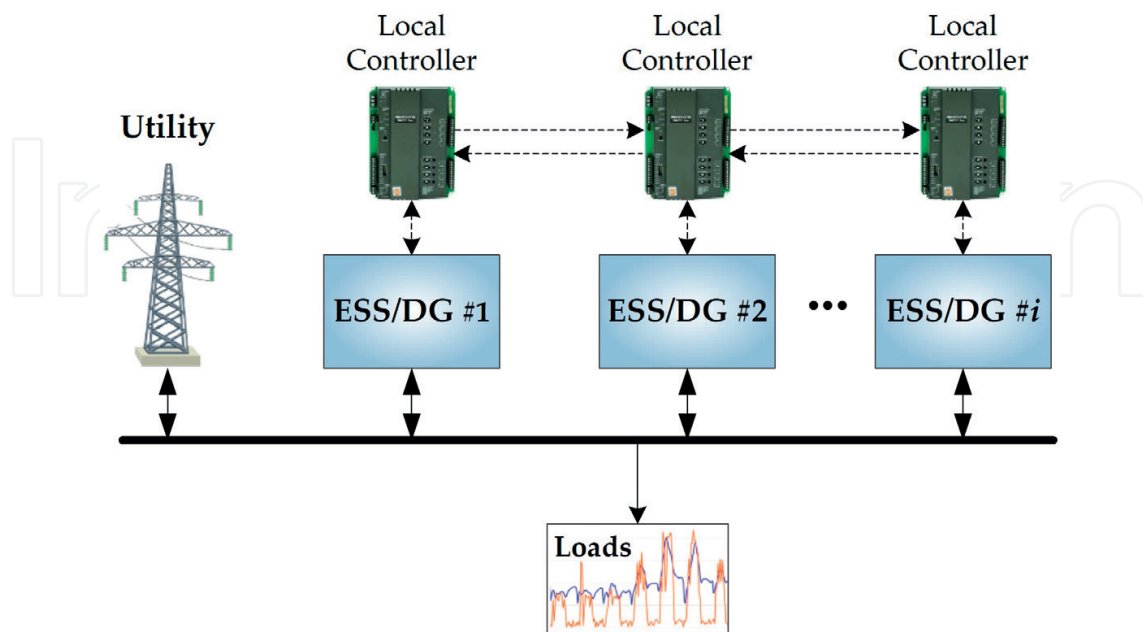 Local
Controller
Local
Controller
Local
Controller
Utility
ESS/DG #1
ESS/DG #2
•••
ESS/DG #i
Loads